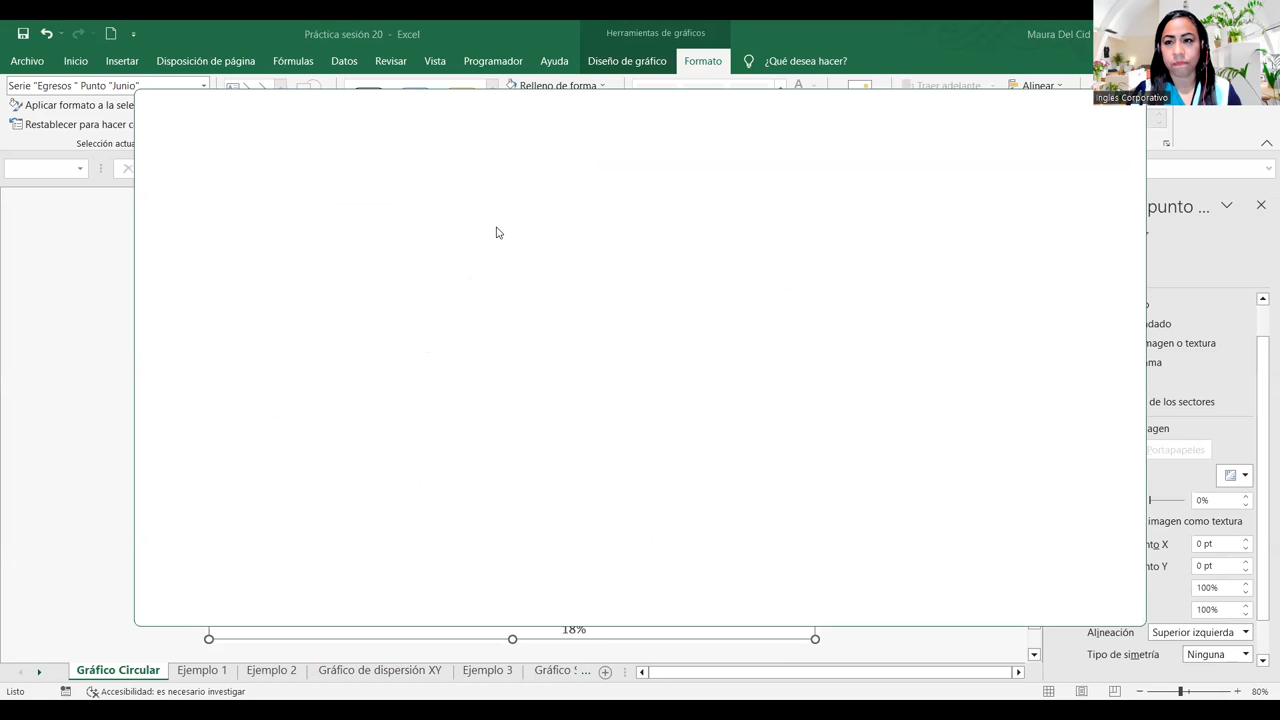 Práctica sesión 20 - Excel
Herramientas de gráficos
Maura Del Cid
Archivo Inicio Insertar Disposición de página Fórmulas Datos Revisar Vista Programador Ayuda Diseño de gráfico Formato ¿Qué desea hacer?
Ingles Corporativo
Serie "Egresos " Punto "Junio"
Relleno de forma
Traer adelante
Alinear
Aplicar formato a la sele
Restablecer para hacer c
Selección actua
punto ...
dado
magen o textura
ma
de los sectores
agen
Portapapeles
0%
imagen como textura
nto X 0 pt
nto Y 0 pt
100%
100%
Alineación Superior izquierda
Tipo de simetría Ninguna
18%
Gráfico Circular Ejemplo 1 Ejemplo 2 Gráfico de dispersión XY Ejemplo 3 Gráfico S ...
Listo Accesibilidad: es necesario investigar 80%